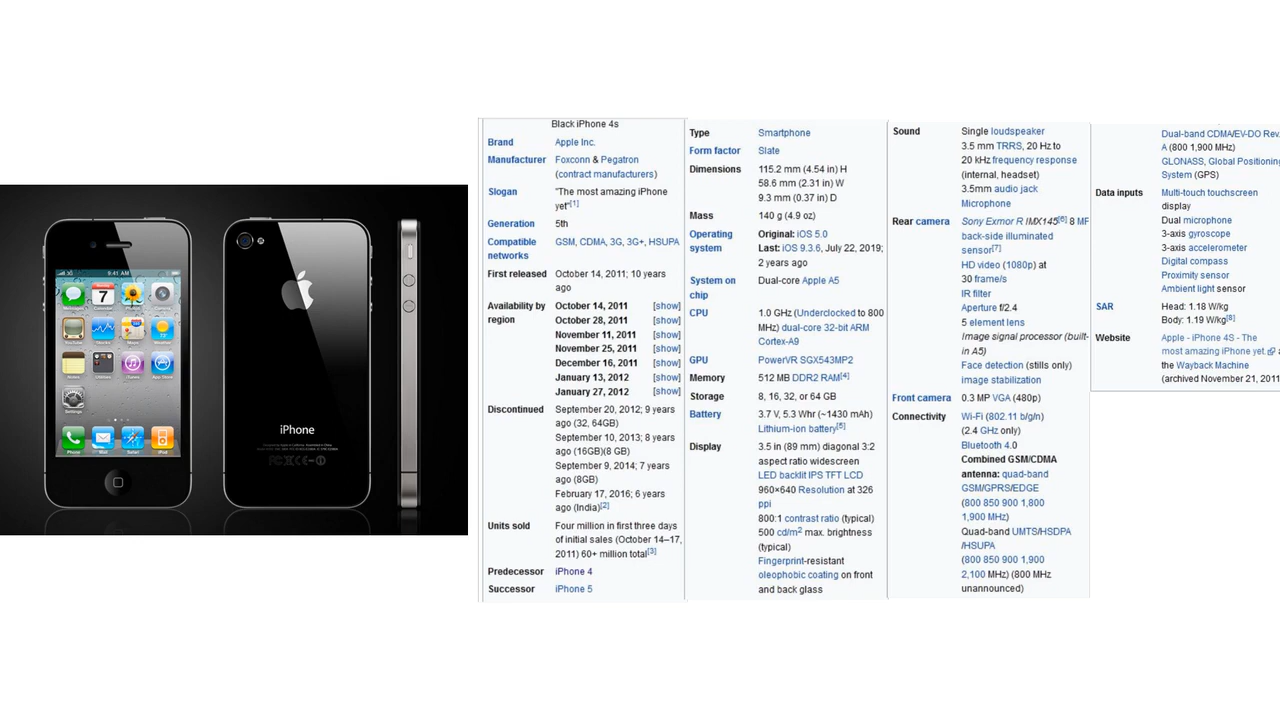 9:41 AM
Messages
Calendar
Photos
Camera
YouTube
Stocks
Maps
Weather
Notes
Utilities
iTunes
App Store
Settings
Phone
Mail
Safari
iPod
iPhone
Black iPhone 4s
Brand Apple Inc.
Manufacturer Foxconn & Pegatron
(contract manufacturers)
Slogan "The most amazing iPhone
yet"[1]
Generation 5th
Compatible GSM, CDMA, 3G, 3G+, HSUPA
networks
First released October 14, 2011; 10 years
ago
Availability by October 14, 2011 [show]
region October 28, 2011 [show]
November 11, 2011 [show]
November 25, 2011 [show]
December 16, 2011 [show]
January 13, 2012 [show]
January 27, 2012 [show]
Discontinued September 20, 2012; 9 years
ago (32, 64GB)
September 10, 2013; 8 years
ago (16GB)(8 GB)
September 9, 2014; 7 years
ago (8GB)
February 17, 2016; 6 years
ago (India)[2]
Units sold Four million in first three days
of initial sales (October 14–17,
2011) 60+ million total[3]
Predecessor iPhone 4
Successor iPhone 5
Type Smartphone
Form factor Slate
Dimensions 115.2 mm (4.54 in) H
58.6 mm (2.31 in) W
9.3 mm (0.37 in) D
Mass 140 g (4.9 oz)
Operating Original: iOS 5.0
system Last: iOS 9.3.6, July 22, 2019;
2 years ago
System on Dual-core Apple A5
chip
CPU 1.0 GHz (Underclocked to 800
MHz) dual-core 32-bit ARM
Cortex-A9
GPU PowerVR SGX543MP2
Memory 512 MB DDR2 RAM[4]
Storage 8, 16, 32, or 64 GB
Battery 3.7 V, 5.3 Whr (~1430 mAh)
Lithium-ion battery[5]
Display 3.5 in (89 mm) diagonal 3:2
aspect ratio widescreen
LED backlit IPS TFT LCD
960×640 Resolution at 326
ppi
800:1 contrast ratio (typical)
500 cd/m2 max. brightness
(typical)
Fingerprint-resistant
oleophobic coating on front
and back glass
Sound Single loudspeaker
3.5 mm TRRS, 20 Hz to
20 kHz frequency response
(internal, headset)
3.5mm audio jack
Microphone
Rear camera Sony Exmor R IMX145[6] 8 MP
back-side illuminated
sensor[7]
HD video (1080p) at
30 frame/s
IR filter
Aperture f/2.4
5 element lens
Image signal processor (built-
in A5)
Face detection (stills only)
image stabilization
Front camera 0.3 MP VGA (480p)
Connectivity Wi-Fi (802.11 b/g/n)
(2.4 GHz only)
Bluetooth 4.0
Combined GSM/CDMA
antenna: quad-band
GSM/GPRS/EDGE
(800 850 900 1,800
1,900 MHz)
Quad-band UMTS/HSDPA
/HSUPA
(800 850 900 1,900
2,100 MHz) (800 MHz
unannounced)
Dual-band CDMA/EV-DO Rev.
A (800 1,900 MHz)
GLONASS, Global Positioning
System (GPS)
Data inputs Multi-touch touchscreen
display
Dual microphone
3-axis gyroscope
3-axis accelerometer
Digital compass
Proximity sensor
Ambient light sensor
SAR Head: 1.18 W/kg
Body: 1.19 W/kg[8]
Website Apple - iPhone 4S - The
most amazing iPhone yet.
the Wayback Machine
(archived November 21, 2011